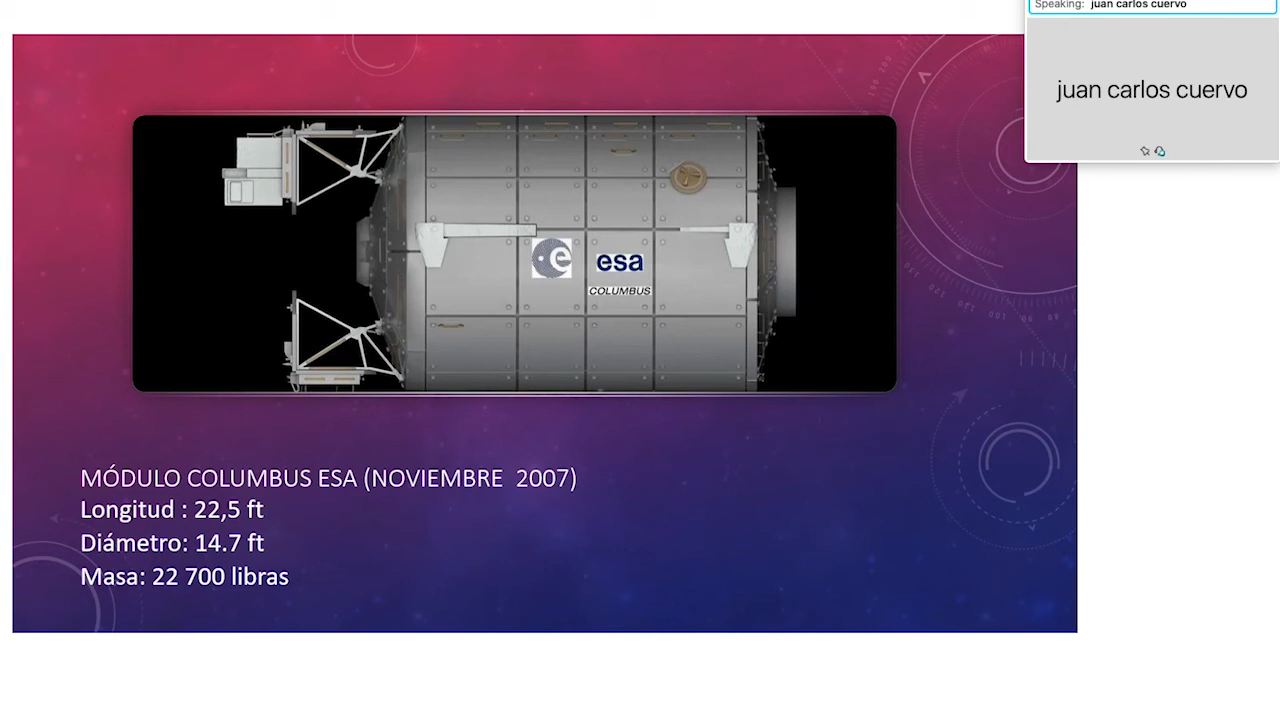 Speaking: juan carlos cuervo
juan carlos cuervo
e
esa
COLUMBUS
MÓDULO COLUMBUS ESA (NOVIEMBRE 2007)
Longitud : 22,5 ft
Diámetro: 14.7 ft
Masa: 22 700 libras